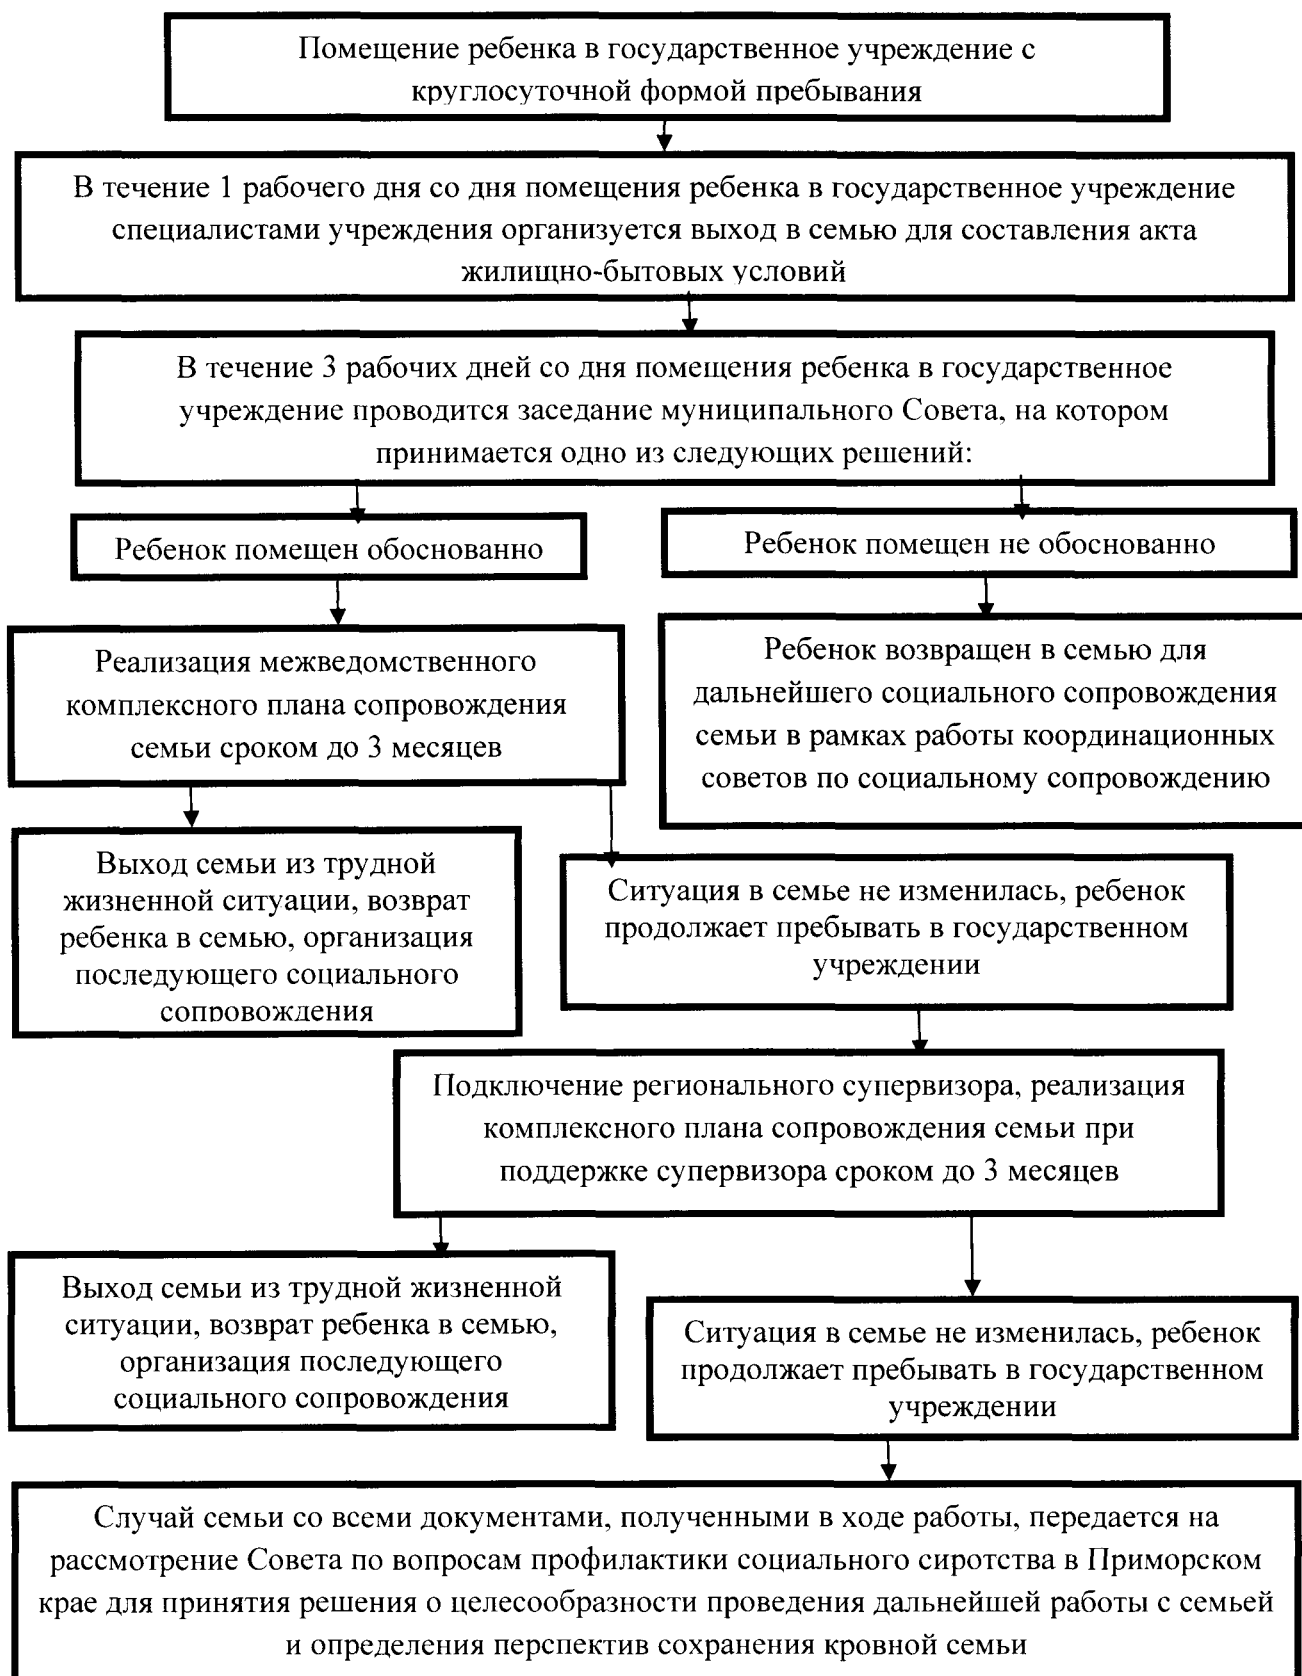 Помещение ребенка в государственное учреждение с
круглосуточной формой пребывания
В течение 1 рабочего дня со дня помещения ребенка в государственное учреждение
специалистами учреждения организуется выход в семью для составления акта
жилищно-бытовых условий
В течение 3 рабочих дней со дня помещения ребенка в государственное
учреждение проводится заседание муниципального Совета, на котором
принимается одно из следующих решений:
Ребенок помещен обоснованно
Ребенок помещен не обоснованно
Реализация межведомственного
комплексного плана сопровождения
семьи сроком до 3 месяцев
Ребенок возвращен в семью для
дальнейшего социального сопровождения
семьи в рамках работы координационных
советов по социальному сопровождению
Выход семьи из трудной
жизненной ситуации, возврат
ребенка в семью, организация
последующего социального
сопровождения
Ситуация в семье не изменилась, ребенок
продолжает пребывать в государственном
учреждении
Подключение регионального супервизора, реализация
комплексного плана сопровождения семьи при
поддержке супервизора сроком до 3 месяцев
Выход семьи из трудной жизненной
ситуации, возврат ребенка в семью,
организация последующего
социального сопровождения
Ситуация в семье не изменилась, ребенок
продолжает пребывать в государственном
учреждении
Случай семьи со всеми документами, полученными в ходе работы, передается на
рассмотрение Совета по вопросам профилактики социального сиротства в Приморском
крае для принятия решения о целесообразности проведения дальнейшей работы с семьей
и определения перспектив сохранения кровной семьи